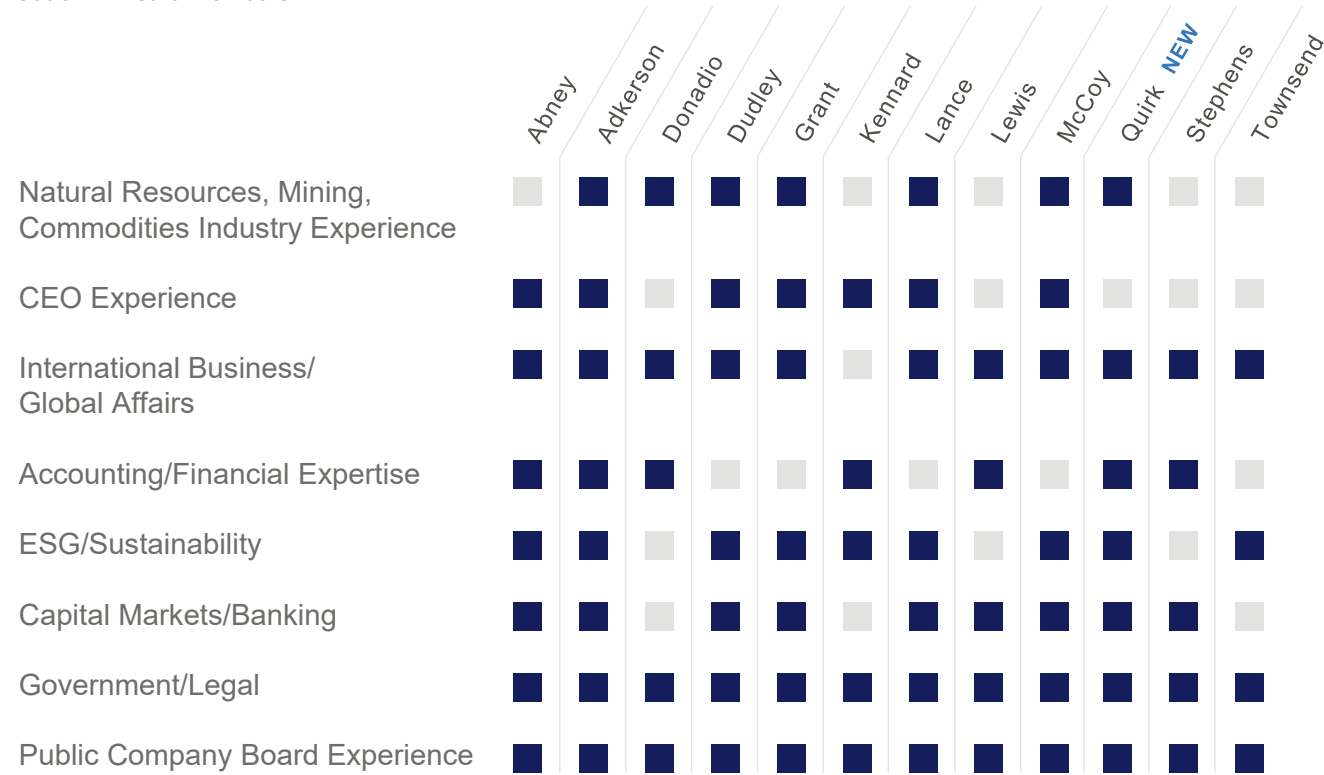 Abney
Adkerson
Donadio
Dudley
Grant
Kennard
Lance
Lewis
McCoy
Quirk NEW
Stephens
Townsend
Natural Resources, Mining,
Commodities Industry Experience
CEO Experience
International Business/
Global Affairs
Accounting/Financial Expertise
ESG/Sustainability
Capital Markets/Banking
Government/Legal
Public Company Board Experience